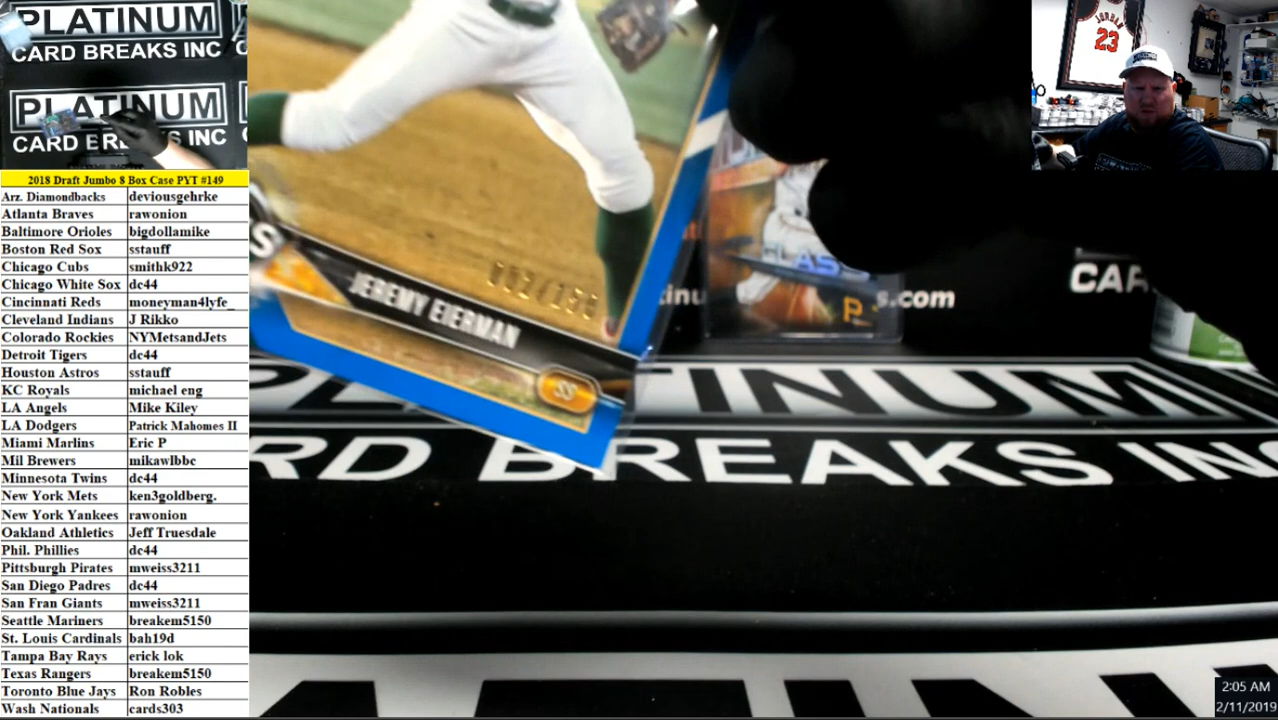 PLATINUM
CARD BREAKS INC
PLATINUM
2018 Draft Jumbo 8 Box Case PYT #149
Arz. Diamondbacks deviousgehrke
Atlanta Braves rawonion
Baltimore Orioles bigdollamike
Boston Red Sox sstauff
Chicago Cubs smithk922
Chicago White Sox dc44
Cincinnati Reds moneyman4lyfe_
Cleveland Indians J Rikko
Colorado Rockies NYMetsandJets
Detroit Tigers dc44
Houston Astros sstauff
KC Royals michael eng
LA Angels Mike Kiley
LA Dodgers Patrick Mahomes II
Miami Marlins Eric P
Mil Brewers mikawlbbc
Minnesota Twins dc44
New York Mets ken3goldberg.
New York Yankees rawonion
Oakland Athletics Jeff Truesdale
Phil. Phillies dc44
Pittsburgh Pirates mweiss3211
San Diego Padres dc44
San Fran Giants mweiss3211
Seattle Mariners breakem5150
St. Louis Cardinals bah19d
Tampa Bay Rays erick lok
Texas Rangers breakem5150
Toronto Blue Jays Ron Robles
Wash Nationals cards303
JEREMY EIERMAN
SS
P
s.com
CAR
TINUM
RD BREAKS INC
JORDAN
23
2:05 AM
2/11/2019